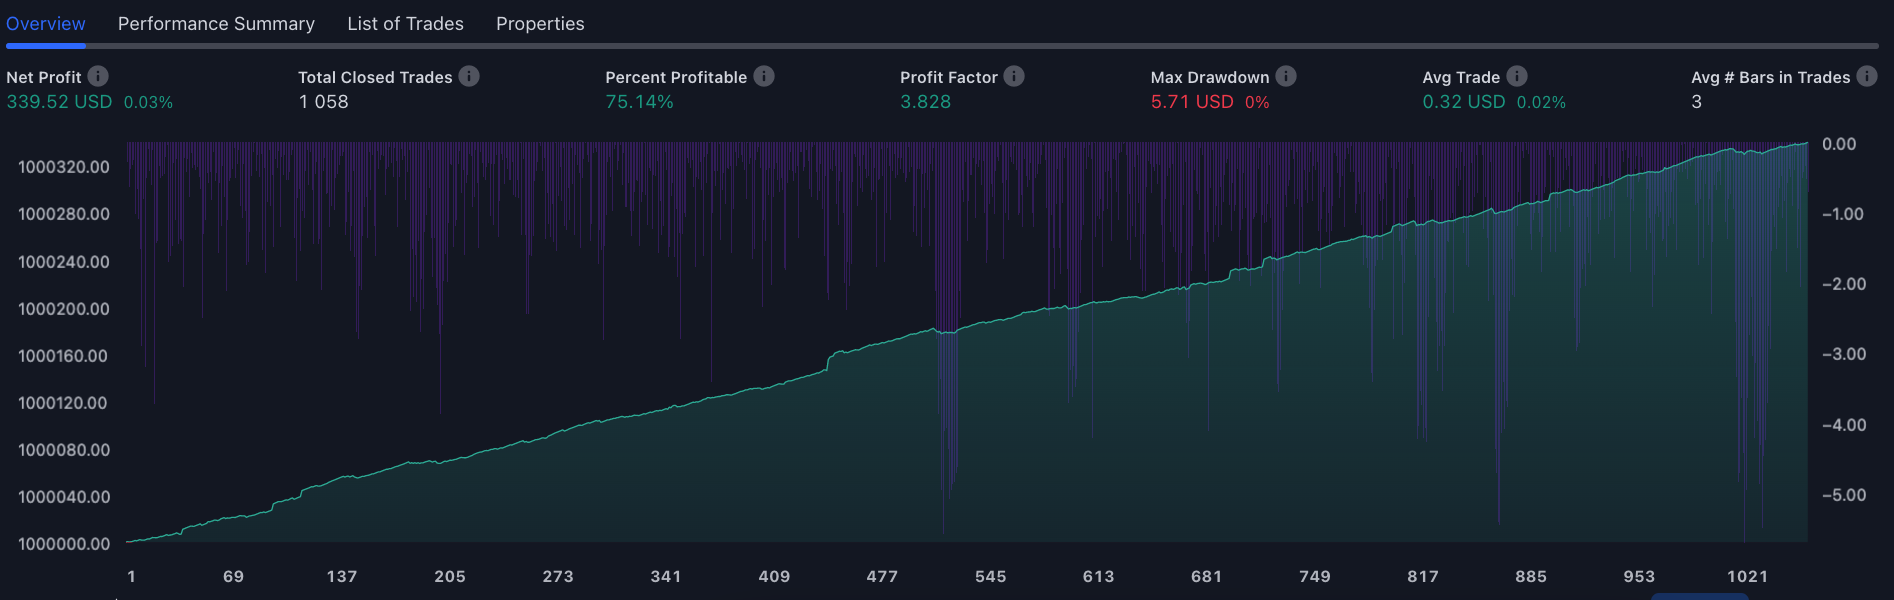 Overview Performance Summary List of Trades Properties
Net Profit Total Closed Trades Percent Profitable Profit Factor Max Drawdown Avg Trade Avg # Bars in Trades
339.52 USD 0.03% 1 058 75.14% 3.828 5.71 USD 0% 0.32 USD 0.02% 3
1000320.00 0.00
1000280.00 −1.00
1000240.00 −2.00
1000200.00
1000160.00 −3.00
1000120.00 −4.00
1000080.00
1000040.00 −5.00
1000000.00
1 69 137 205 273 341 409 477 545 613 681 749 817 885 953 1021